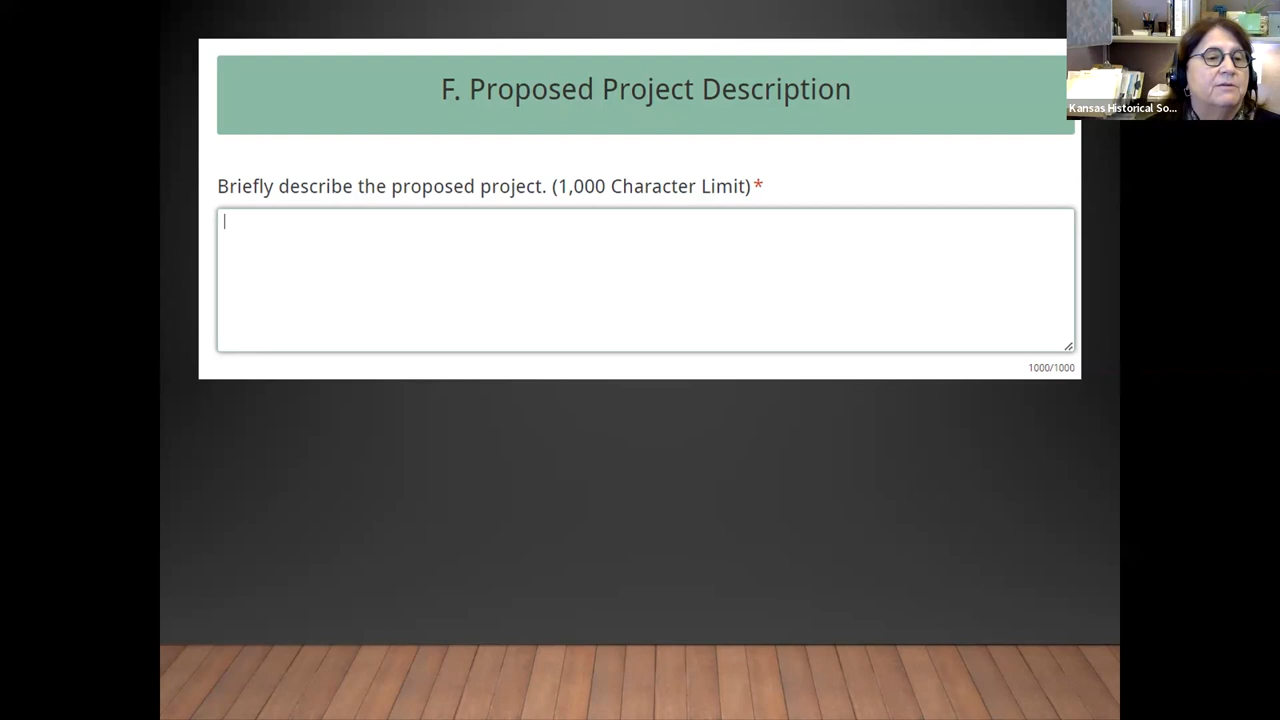 F. Proposed Project Description
Kansas Historical So...
Briefly describe the proposed project. (1,000 Character Limit)*
1000/1000